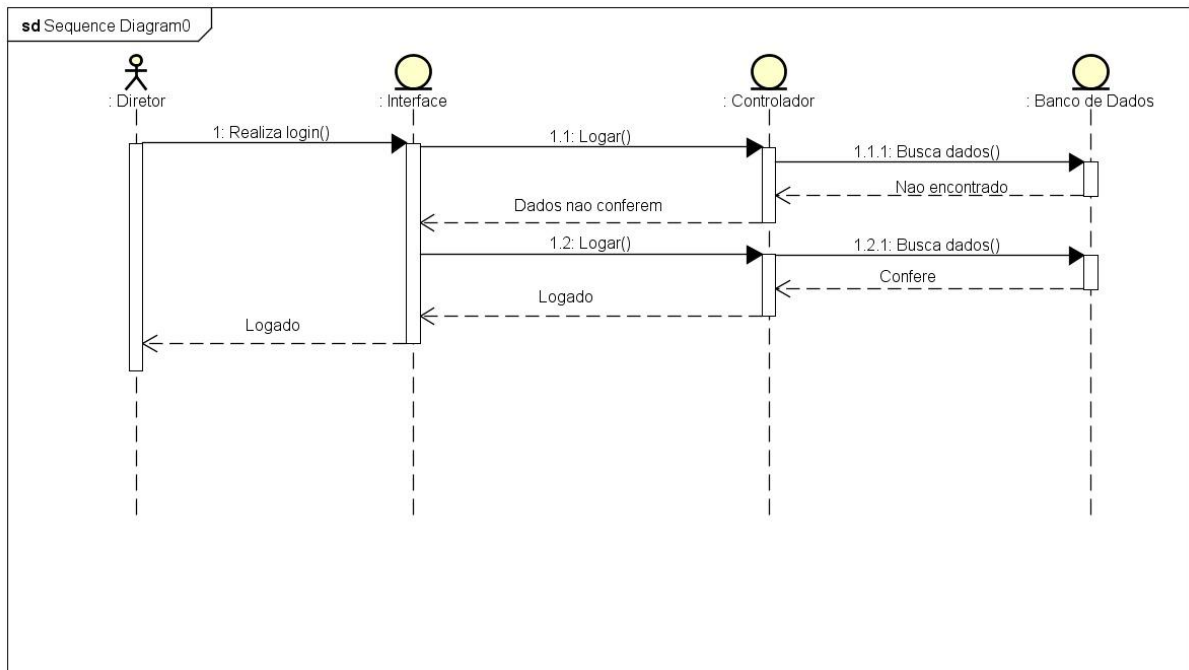 sd Sequence Diagram0
: Diretor
: Interface
: Controlador
: Banco de Dados
1: Realiza login()
1.1: Logar()
1.1.1: Busca dados()
Nao encontrado
Dados nao conferem
1.2: Logar()
1.2.1: Busca dados()
Confere
Logado
Logado